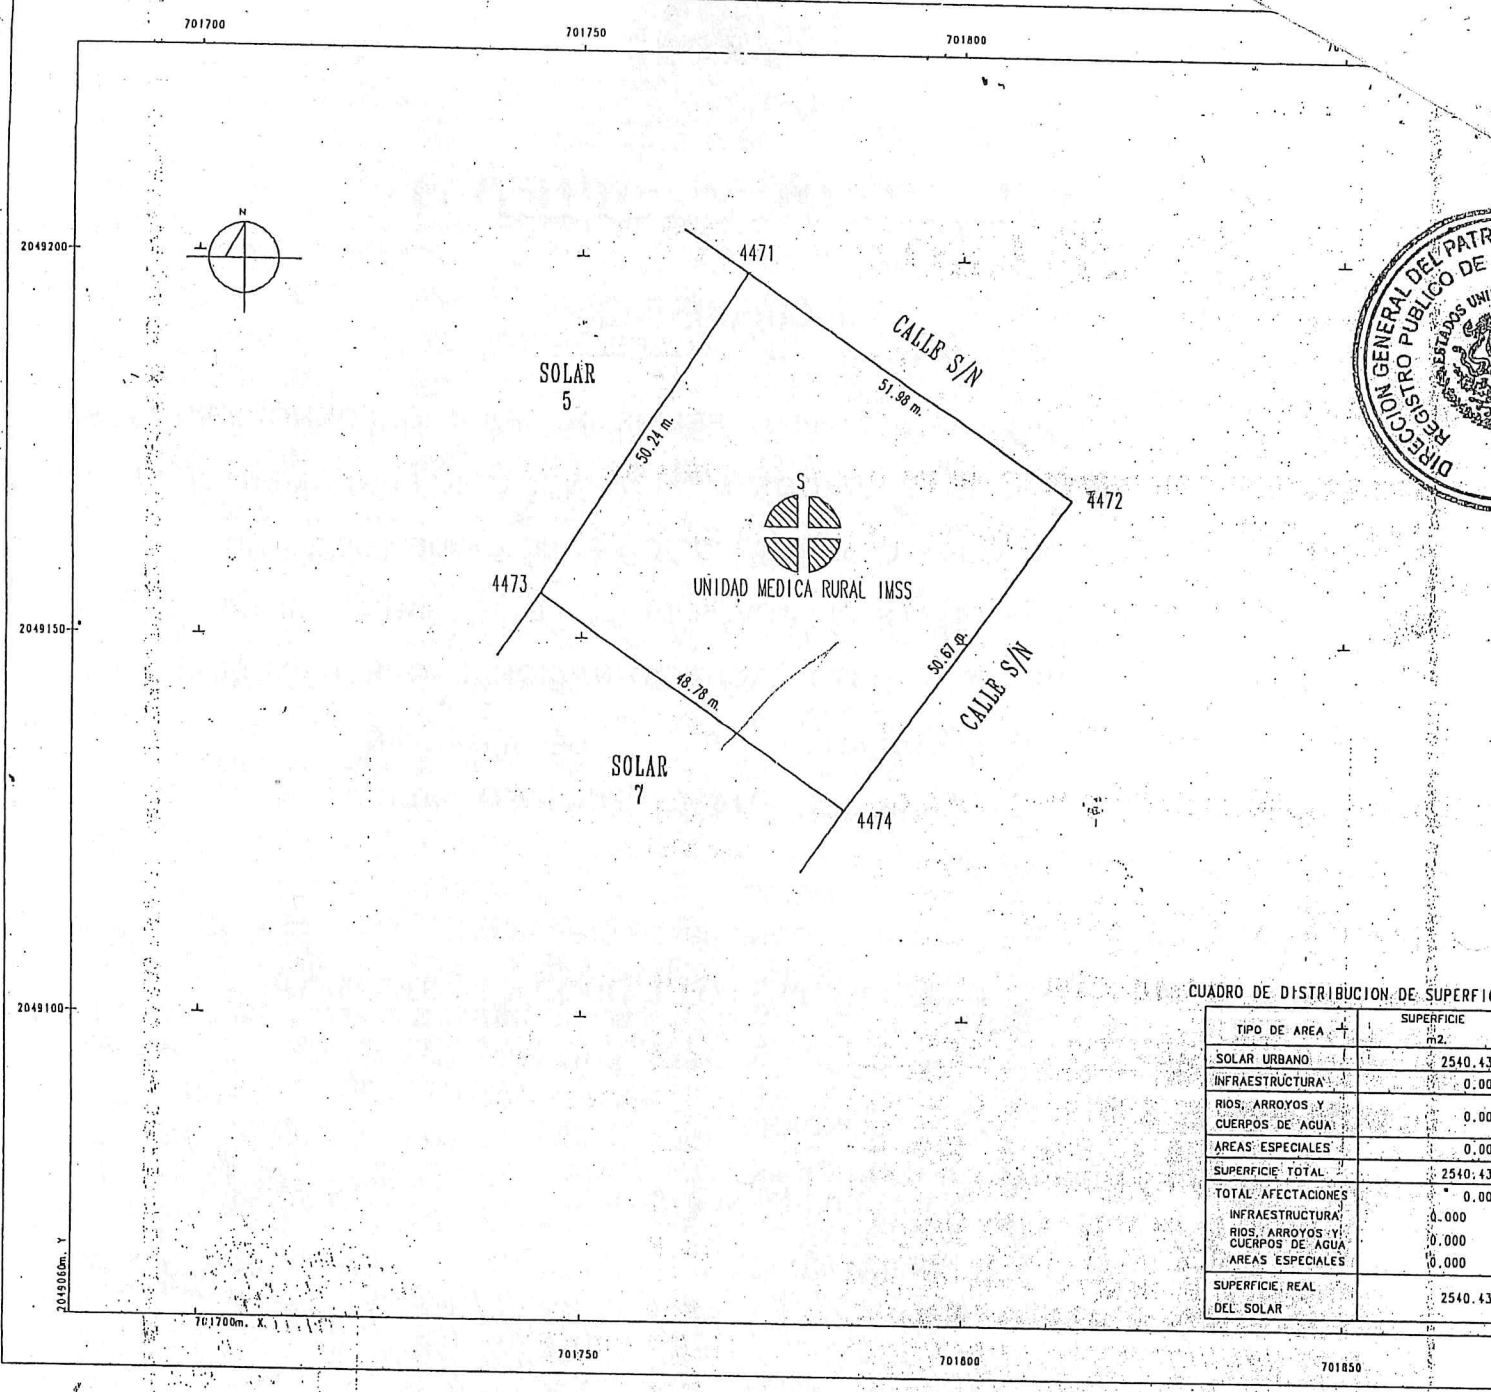 701700
701750
701800
N
2049200
4471
CALLE S/N
51.98 m.
SOLAR
5
50.24 m.
S
4472
UNIDAD MEDICA RURAL IMSS
4473
2049150
50.67 m.
CALLE S/N
48.78 m.
SOLAR
7
4474
DIRECCION GENERAL DEL PATR
REGISTRO PUBLICO DE
ESTADOS UNI
2049100
CUADRO DE DISTRIBUCION DE SUPERFIC
TIPO DE AREA SUPERFICIE m2.
SOLAR URBANO 2540.43
INFRAESTRUCTURA 0.00
RIOS, ARROYOS Y
CUERPOS DE AGUA 0.00
AREAS ESPECIALES 0.00
SUPERFICIE TOTAL 2540.43
TOTAL AFECTACIONES 0.00
INFRAESTRUCTURA 0.000
RIOS, ARROYOS Y
CUERPOS DE AGUA 0.000
AREAS ESPECIALES 0.000
SUPERFICIE REAL
DEL SOLAR 2540.43
2049060m. Y
701700m. X
701750
701800
701850